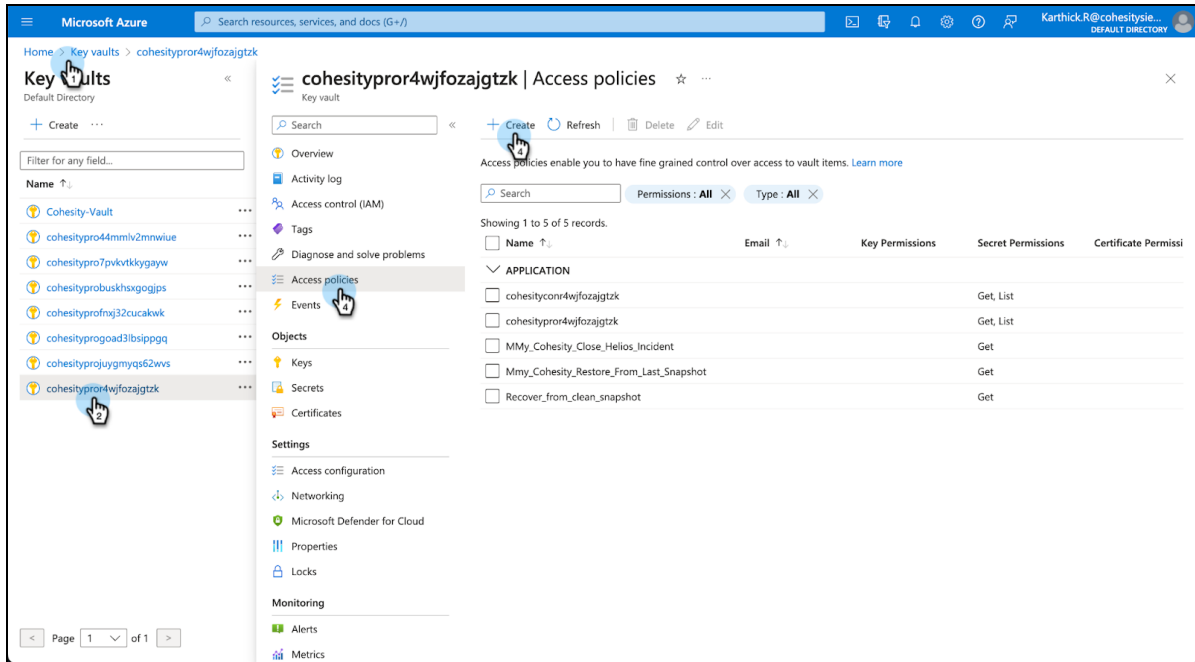 Microsoft Azure
Search resources, services, and docs (G+/)
Karthick.R@cohesitysie...
DEFAULT DIRECTORY
Home > Key vaults > cohesitypror4wjfozajgtzk
Key Vaults
Default Directory
1
Create
Filter for any field...
Name
Cohesity-Vault
cohesitypro44mmlv2mnwiue
cohesitypro7pvkvtkkygayw
cohesityprobuskhsxgogjps
cohesityprofnxj32cucakwk
cohesityprogoad3lbsippgq
cohesityprojuygmyqs62wvs
cohesitypror4wjfozajgtzk
2
< Page 1 of 1 >
cohesitypror4wjfozajgtzk | Access policies
Key vault
Search
Overview
Activity log
Access control (IAM)
Tags
Diagnose and solve problems
Access policies
4
Events
Objects
Keys
Secrets
Certificates
Settings
Access configuration
Networking
Microsoft Defender for Cloud
Properties
Locks
Monitoring
Alerts
Metrics
Create Refresh Delete Edit
4
Access policies enable you to have fine grained control over access to vault items. Learn more
Search Permissions : All Type : All
Showing 1 to 5 of 5 records.
Name Email Key Permissions Secret Permissions Certificate Permissi
APPLICATION
cohesityconr4wjfozajgtzk Get, List
cohesitypror4wjfozajgtzk Get, List
MMy_Cohesity_Close_Helios_Incident Get
Mmy_Cohesity_Restore_From_Last_Snapshot Get
Recover_from_clean_snapshot Get